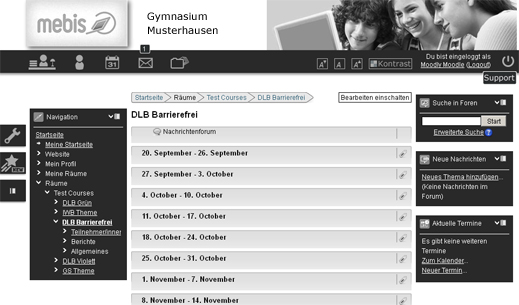 mebis
Gymnasium
Musterhausen
1
31
A
A
A
Kontrast
Du bist eingeloggt als
Moodly Moodle (Logout)
Support
Startseite
Räume
Test Courses
DLB Barrierefrei
Bearbeiten einschalten
Navigation
Startseite
Meine Startseite
Website
Mein Profil
Meine Räume
Räume
Test Courses
DLB Grün
IWB Theme
DLB Barrierefrei
Teilnehmer/innen
Berichte
Allgemeines
DLB Violett
GS Theme
DLB Barrierefrei
Nachrichtenforum
20. September - 26. September
27. September - 3. October
4. October - 10. October
11. October - 17. October
18. October - 24. October
25. October - 31. October
1. November - 7. November
8. November - 14. November
Suche in Foren
Start
Erweiterte Suche ?
Neue Nachrichten
Neues Thema hinzufügen...
(Keine Nachrichten im
Forum)
Aktuelle Termine
Es gibt keine weiteren
Termine
Zum Kalender...
Neuer Termin...